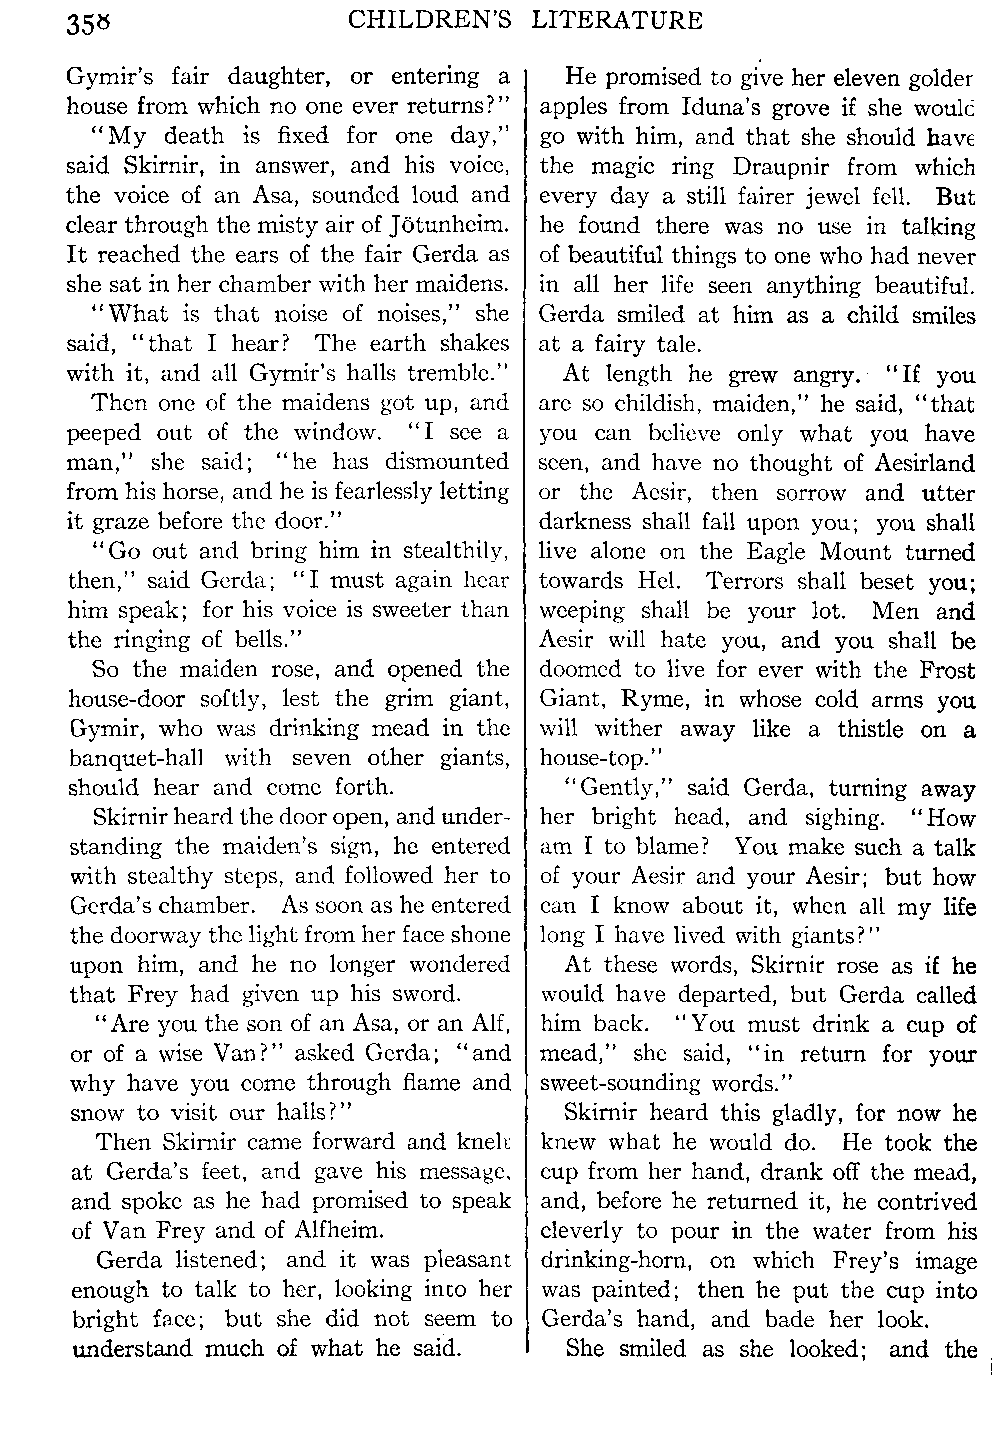 358
CHILDREN'S LITERATURE
Gymir's fair daughter, or entering a
house from which no one ever returns?"
"My death is fixed for one day,"
said Skirnir, in answer, and his voice,
the voice of an Asa, sounded loud and
clear through the misty air of Jötunheim.
It reached the ears of the fair Gerda as
she sat in her chamber with her maidens.
"What is that noise of noises," she
said, "that I hear? The earth shakes
with it, and all Gymir's halls tremble."
Then one of the maidens got up, and
peeped out of the window. "I see a
man," she said; "he has dismounted
from his horse, and he is fearlessly letting
it graze before the door."
"Go out and bring him in stealthily,
then," said Gerda; "I must again hear
him speak; for his voice is sweeter than
the ringing of bells."
So the maiden rose, and opened the
house-door softly, lest the grim giant,
Gymir, who was drinking mead in the
banquet-hall with seven other giants,
should hear and come forth.
Skirnir heard the door open, and under-
standing the maiden's sign, he entered
with stealthy steps, and followed her to
Gerda's chamber. As soon as he entered
the doorway the light from her face shone
upon him, and he no longer wondered
that Frey had given up his sword.
"Are you the son of an Asa, or an Alf,
or of a wise Van?" asked Gerda; "and
why have you come through flame and
snow to visit our halls?"
Then Skirnir came forward and knelt
at Gerda's feet, and gave his message,
and spoke as he had promised to speak
of Van Frey and of Alfheim.
Gerda listened; and it was pleasant
enough to talk to her, looking into her
bright face; but she did not seem to
understand much of what he said.
He promised to give her eleven golden
apples from Iduna's grove if she would
go with him, and that she should have
the magic ring Draupnir from which
every day a still fairer jewel fell. But
he found there was no use in talking
of beautiful things to one who had never
in all her life seen anything beautiful.
Gerda smiled at him as a child smiles
at a fairy tale.
At length he grew angry. "If you
are so childish, maiden," he said, "that
you can believe only what you have
seen, and have no thought of Aesirland
or the Aesir, then sorrow and utter
darkness shall fall upon you; you shall
live alone on the Eagle Mount turned
towards Hel. Terrors shall beset you;
weeping shall be your lot. Men and
Aesir will hate you, and you shall be
doomed to live for ever with the Frost
Giant, Ryme, in whose cold arms you
will wither away like a thistle on a
house-top."
"Gently," said Gerda, turning away
her bright head, and sighing. "How
am I to blame? You make such a talk
of your Aesir and your Aesir; but how
can I know about it, when all my life
long I have lived with giants?"
At these words, Skirnir rose as if he
would have departed, but Gerda called
him back. "You must drink a cup of
mead," she said, "in return for your
sweet-sounding words."
Skirnir heard this gladly, for now he
knew what he would do. He took the
cup from her hand, drank off the mead,
and, before he returned it, he contrived
cleverly to pour in the water from his
drinking-horn, on which Frey's image
was painted; then he put the cup into
Gerda's hand, and bade her look.
She smiled as she looked; and the